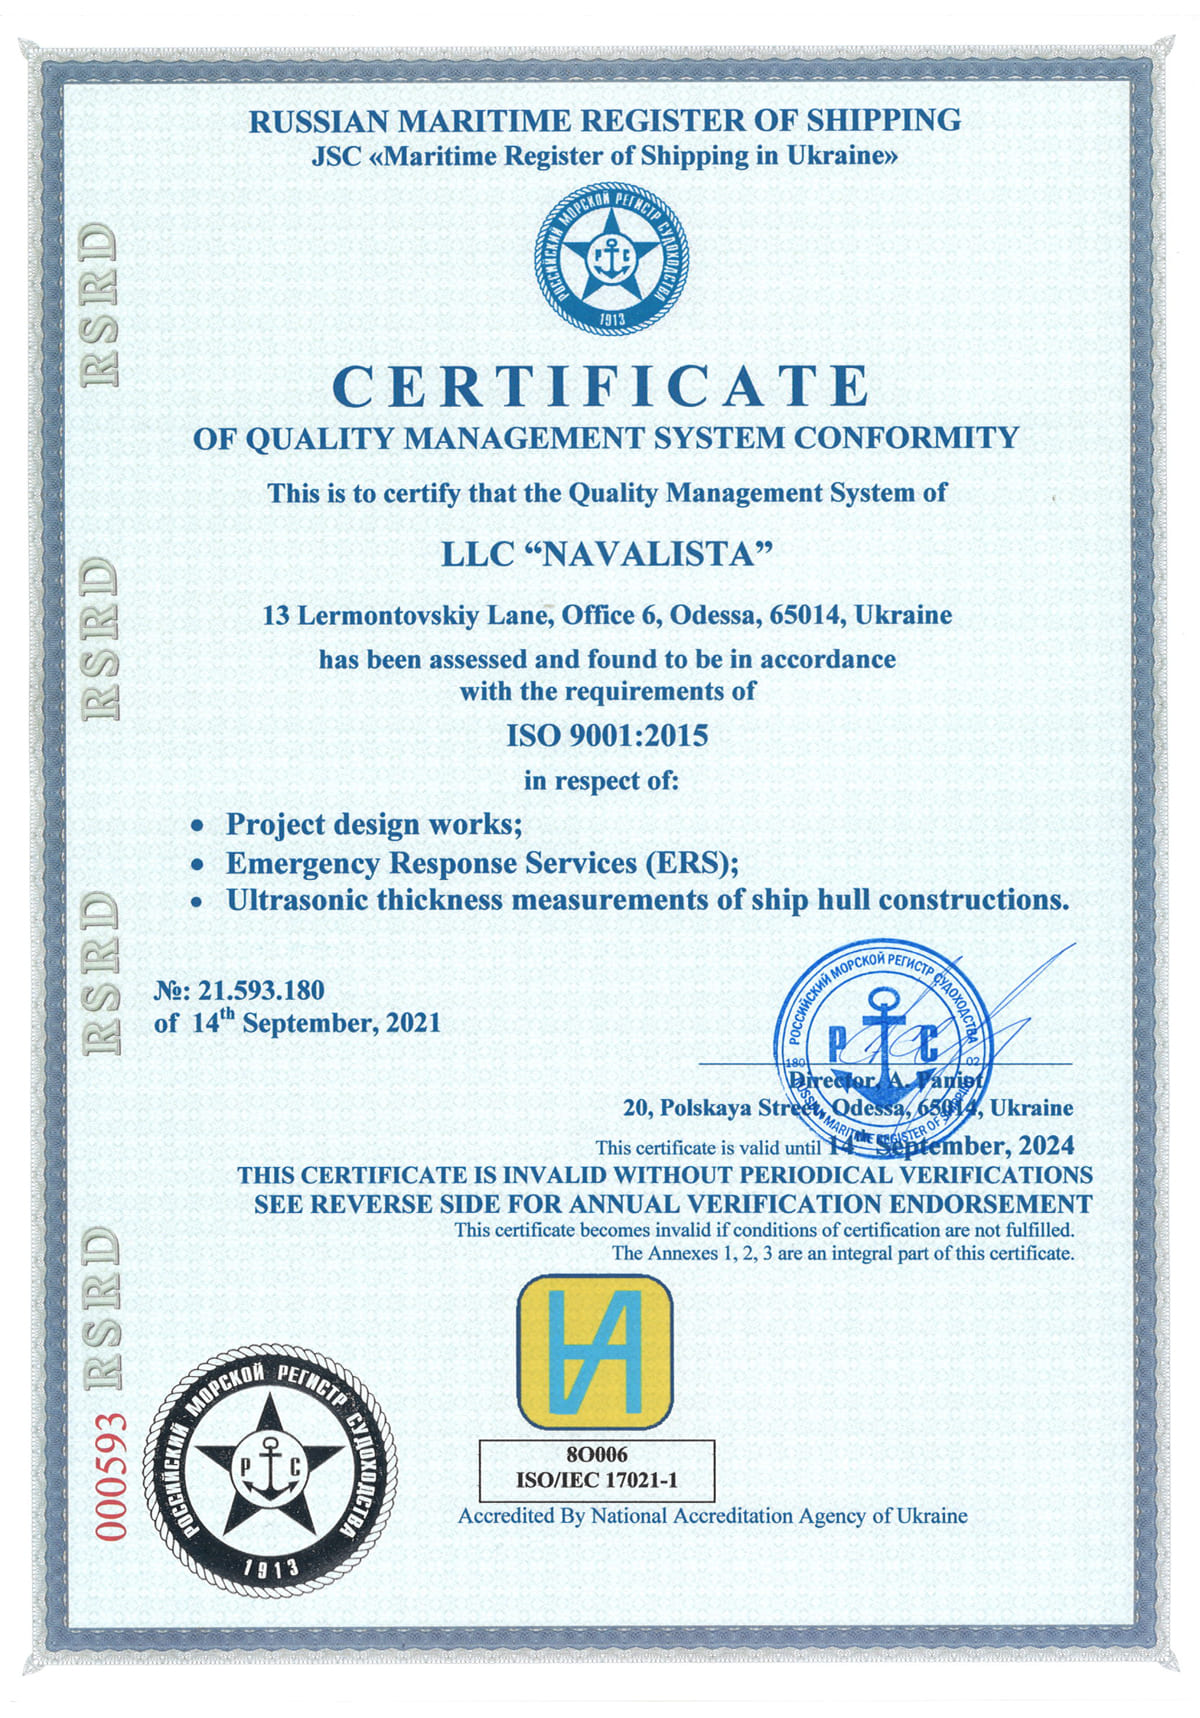 RUSSIAN MARITIME REGISTER OF SHIPPING
JSC «Maritime Register of Shipping in Ukraine»
РОССИЙСКИЙ МОРСКОЙ РЕГИСТР СУДОХОДСТВА
Р С
1913
CERTIFICATE
OF QUALITY MANAGEMENT SYSTEM CONFORMITY
This is to certify that the Quality Management System of
LLC “NAVALISTA”
13 Lermontovskiy Lane, Office 6, Odessa, 65014, Ukraine
has been assessed and found to be in accordance
with the requirements of
ISO 9001:2015
in respect of:
• Project design works;
• Emergency Response Services (ERS);
• Ultrasonic thickness measurements of ship hull constructions.
№: 21.593.180
of 14th September, 2021
РОССИЙСКИЙ МОРСКОЙ РЕГИСТР СУДОХОДСТВА
Р С
180 02
RUSSIAN MARITIME REGISTER OF SHIPPING
Director, A. Paniot
20, Polskaya Street, Odessa, 65014, Ukraine
This certificate is valid until 14th September, 2024
THIS CERTIFICATE IS INVALID WITHOUT PERIODICAL VERIFICATIONS
SEE REVERSE SIDE FOR ANNUAL VERIFICATION ENDORSEMENT
This certificate becomes invalid if conditions of certification are not fulfilled.
The Annexes 1, 2, 3 are an integral part of this certificate.
8O006
ISO/IEC 17021-1
Accredited By National Accreditation Agency of Ukraine
РОССИЙСКИЙ МОРСКОЙ РЕГИСТР СУДОХОДСТВА
Р С
1913
RSRD
RSRD
RSRD
RSRD
000593